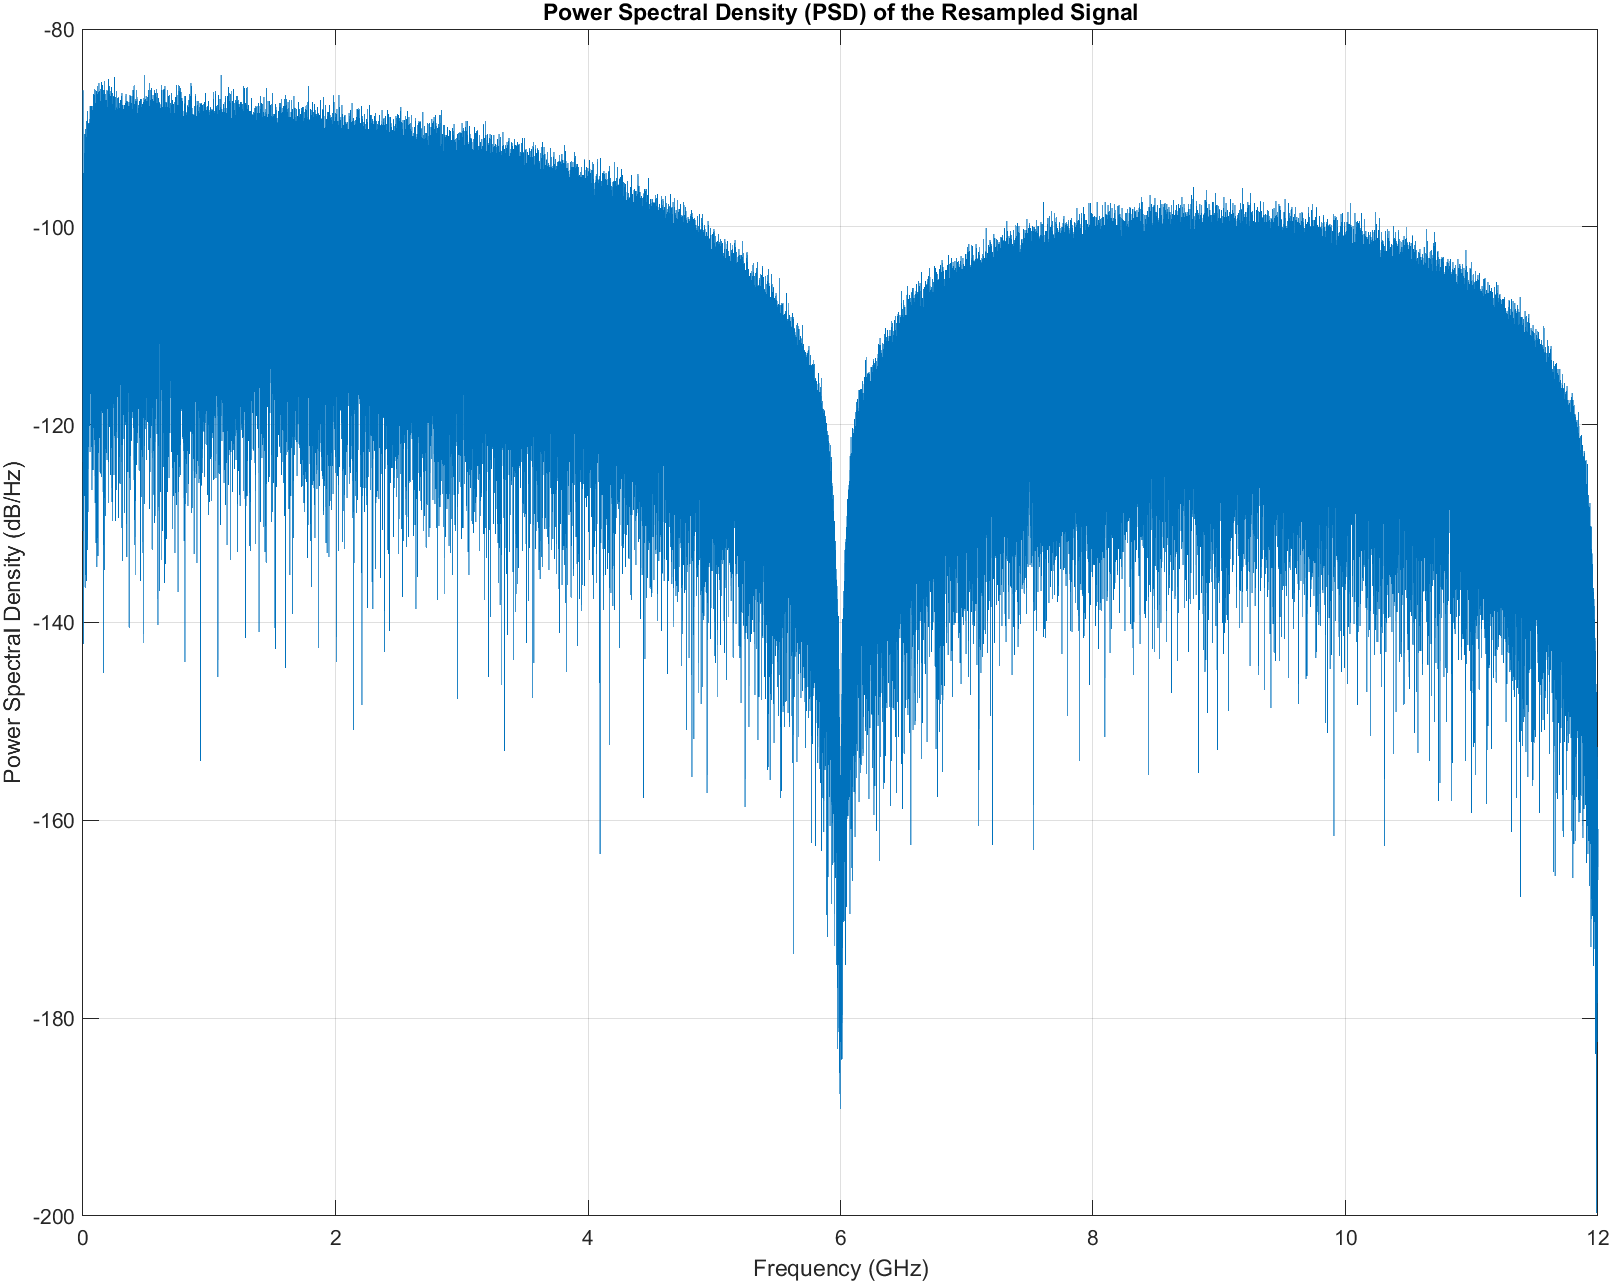 Power Spectral Density (PSD) of the Resampled Signal
-80
-100
-120
-140
-160
-180
-200
Power Spectral Density (dB/Hz)
0 2 4 6 8 10 12
Frequency (GHz)